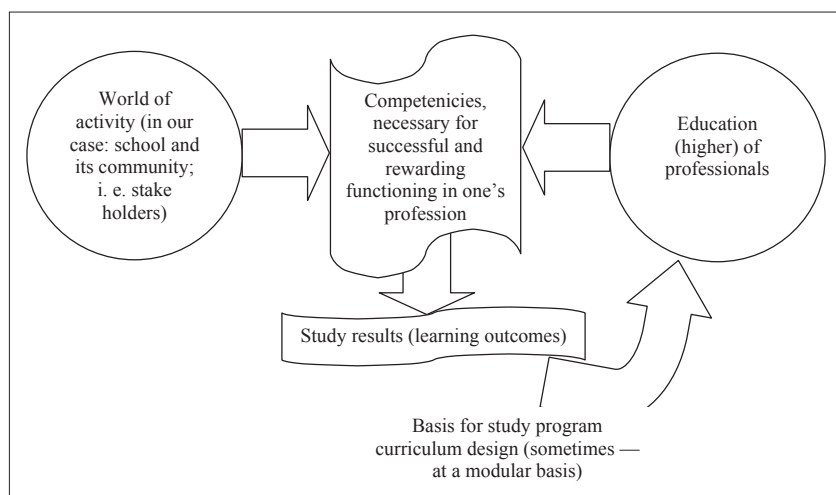 World of
activity (in our
case: school and
its community;
i. e. stake
holders)
Competenicies,
necessary for
successful and
rewarding
functioning in one’s
profession
Education
(higher) of
professionals
Study results (learning outcomes)
Basis for study program
curriculum design (sometimes —
at a modular basis)